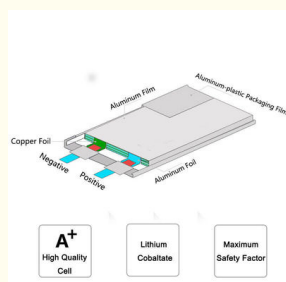 Aluminum Film
Aluminum-plastic Packaging Film
Copper Foil
Negative
Positive
Aluminum Foil
A+
High Quality
Cell
Lithium
Cobaltate
Maximum
Safety Factor